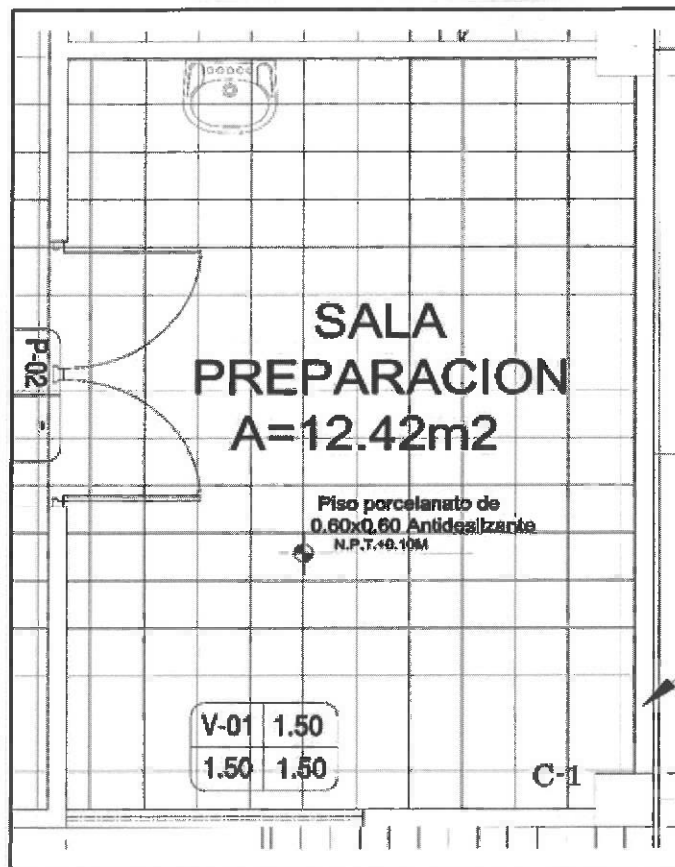 SALA
PREPARACION
A=12.42m2
P-02
-
Piso porcelanato de
0.60x0.60 Antideslizante
N.P.T.+0.10M
V-01 1.50
1.50 1.50
C-1